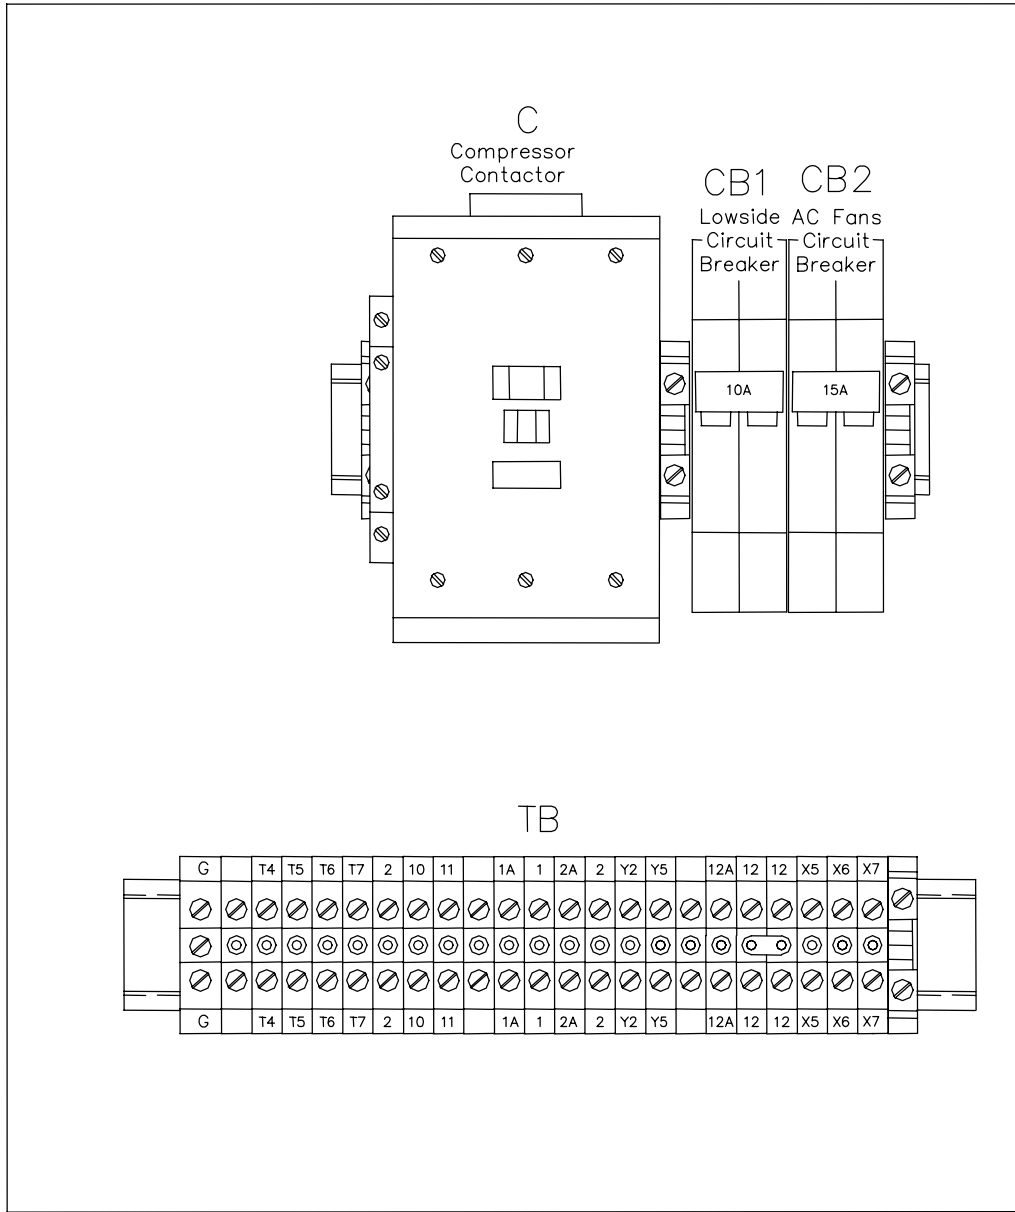 C
Compressor
Contactor
CB1 CB2
Lowside AC Fans
Circuit Circuit
Breaker Breaker
10A 15A
TB
G T4 T5 T6 T7 2 10 11 1A 1 2A 2 Y2 Y5 12A 12 12 X5 X6 X7
G T4 T5 T6 T7 2 10 11 1A 1 2A 2 Y2 Y5 12A 12 12 X5 X6 X7